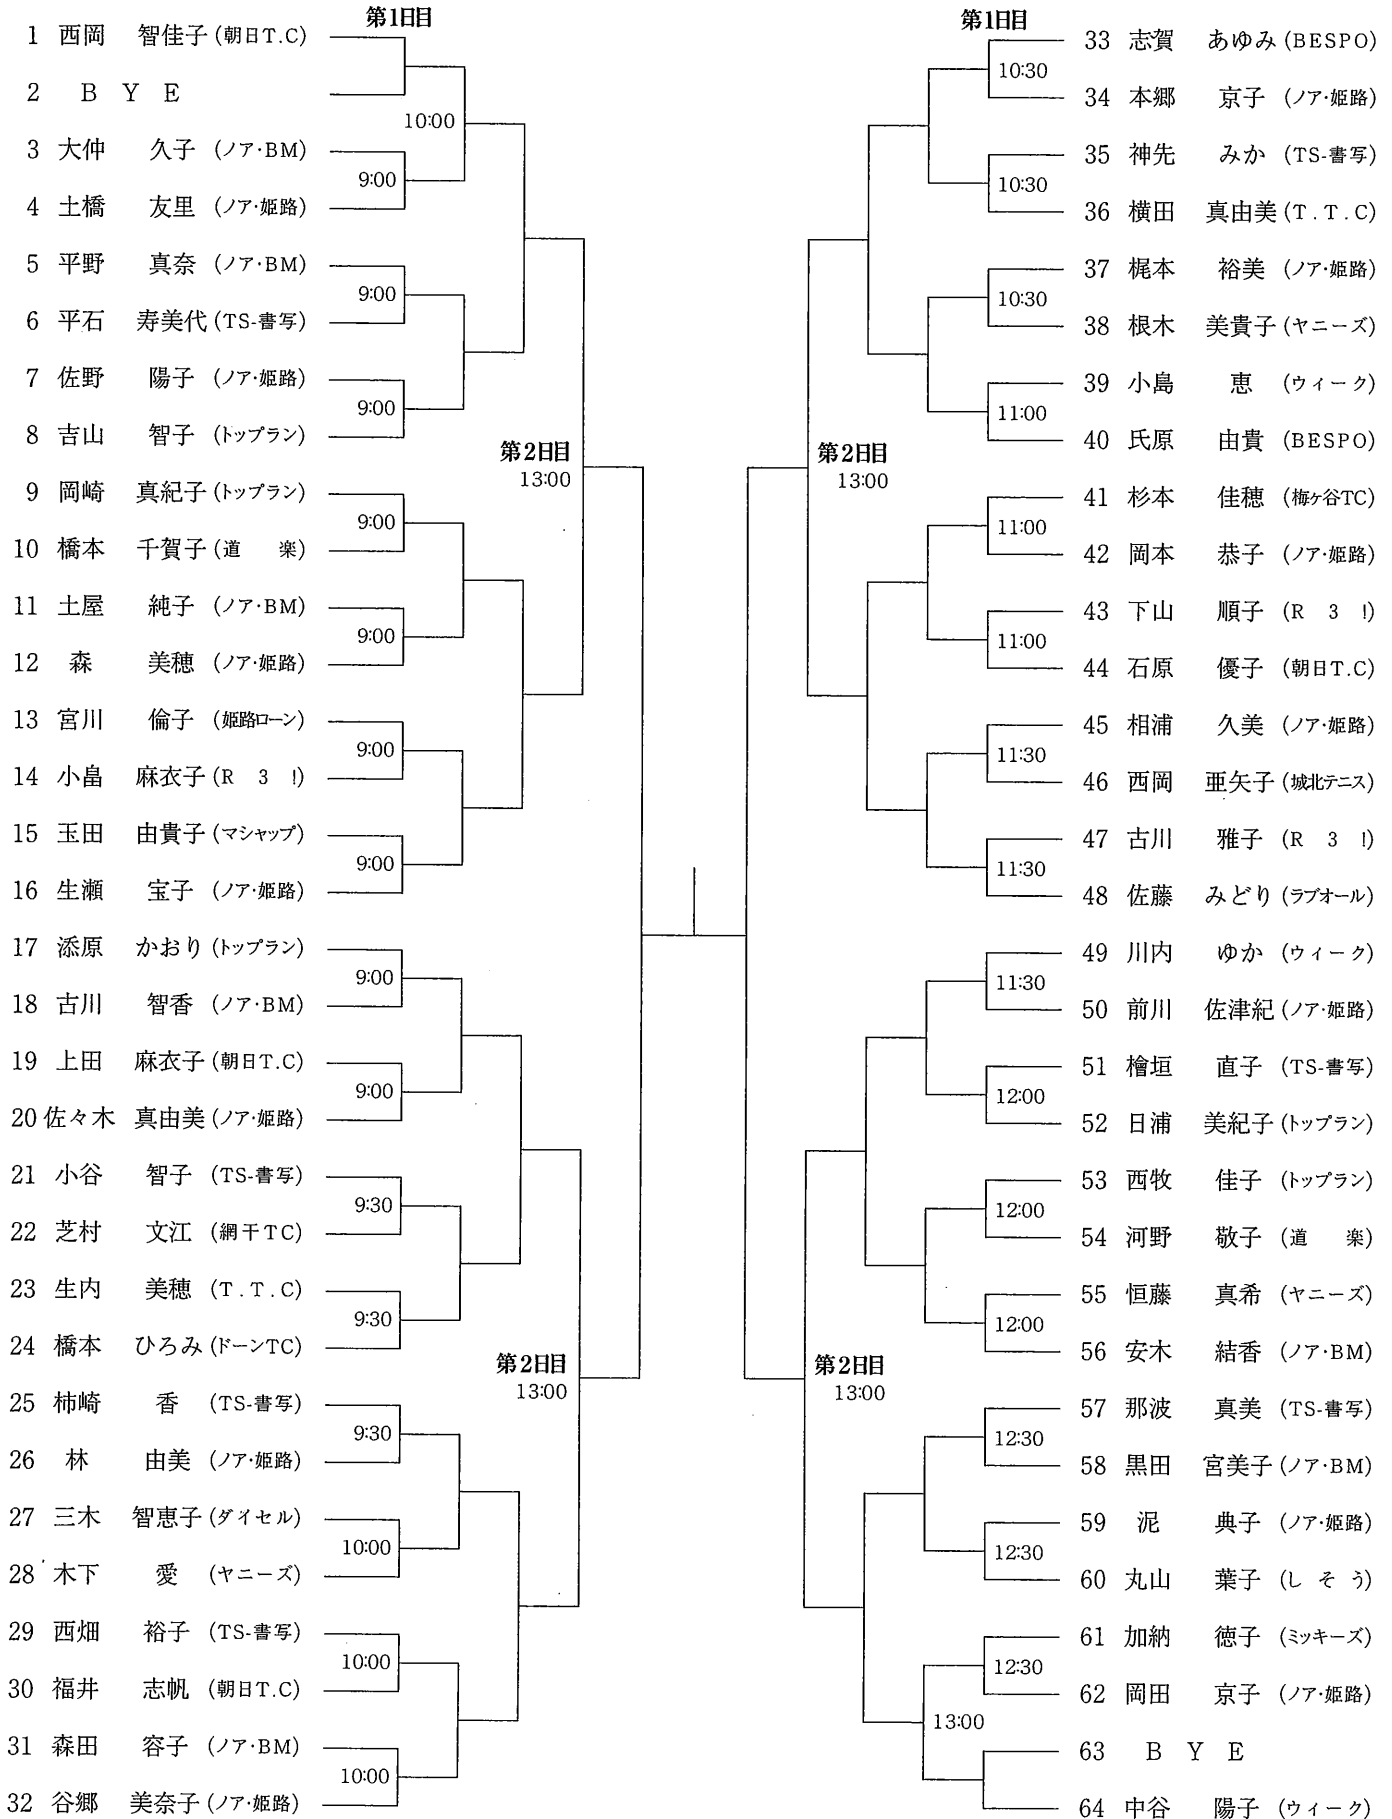 第1日目
1 西岡 智佳子 (朝日T.C)
2 B Y E
10:00
3 大仲 久子 (ノア·BM)
9:00
4 土橋 友里 (ノア·姫路)
5 平野 真奈 (ノア·BM)
9:00
6 平石 寿美代 (TS-書写)
7 佐野 陽子 (ノア·姫路)
9:00
8 吉山 智子 (トップラン)
第2日目
13:00
9 岡崎 真紀子 (トップラン)
9:00
10 橋本 千賀子 (道 楽)
11 土屋 純子 (ノア·BM)
9:00
12 森 美穂 (ノア·姫路)
13 宮川 倫子 (姫路ローン)
9:00
14 小畠 麻衣子 (R 3 !)
15 玉田 由貴子 (マシャップ)
9:00
16 生瀬 宝子 (ノア·姫路)
17 添原 かおり (トップラン)
9:00
18 古川 智香 (ノア·BM)
19 上田 麻衣子 (朝日T.C)
9:00
20 佐々木 真由美 (ノア·姫路)
21 小谷 智子 (TS-書写)
9:30
22 芝村 文江 (網干TC)
23 生内 美穂 (T.T.C)
9:30
24 橋本 ひろみ (ドーンTC)
第2日目
13:00
25 柿崎 香 (TS-書写)
9:30
26 林 由美 (ノア·姫路)
27 三木 智恵子 (ダイセル)
10:00
28 木下 愛 (ヤニーズ)
29 西畑 裕子 (TS-書写)
10:00
30 福井 志帆 (朝日T.C)
31 森田 容子 (ノア·BM)
10:00
32 谷郷 美奈子 (ノア·姫路)
第1日目
33 志賀 あゆみ (BESPO)
10:30
34 本郷 京子 (ノア·姫路)
35 神先 みか (TS-書写)
10:30
36 横田 真由美 (T.T.C)
37 梶本 裕美 (ノア·姫路)
10:30
38 根木 美貴子 (ヤニーズ)
39 小島 恵 (ウィーク)
11:00
40 氏原 由貴 (BESPO)
第2日目
13:00
41 杉本 佳穂 (梅ケ谷TC)
11:00
42 岡本 恭子 (ノア·姫路)
43 下山 順子 (R 3 !)
11:00
44 石原 優子 (朝日T.C)
45 相浦 久美 (ノア·姫路)
11:30
46 西岡 亜矢子 (城北テニス)
47 古川 雅子 (R 3 !)
11:30
48 佐藤 みどり (ラブオール)
49 川内 ゆか (ウィーク)
11:30
50 前川 佐津紀 (ノア·姫路)
51 檜垣 直子 (TS-書写)
12:00
52 日浦 美紀子 (トップラン)
53 西牧 佳子 (トップラン)
12:00
54 河野 敬子 (道 楽)
55 恒藤 真希 (ヤニーズ)
12:00
56 安木 結香 (ノア·BM)
第2日目
13:00
57 那波 真美 (TS-書写)
12:30
58 黒田 宮美子 (ノア·BM)
59 泥 典子 (ノア·姫路)
12:30
60 丸山 葉子 (し そ う)
61 加納 徳子 (ミッキーズ)
12:30
62 岡田 京子 (ノア·姫路)
13:00
63 B Y E
64 中谷 陽子 (ウィーク)